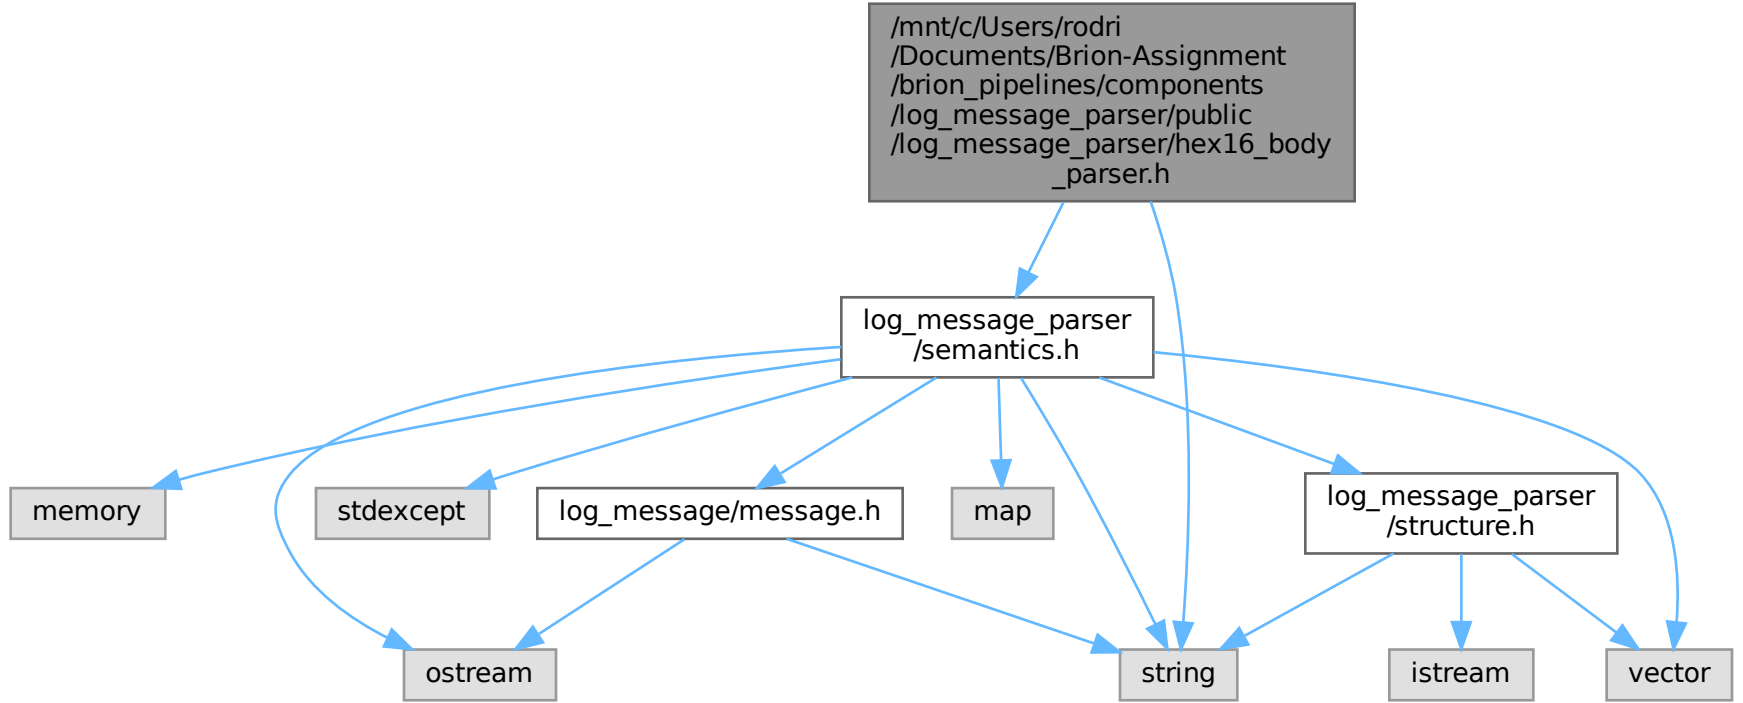 /mnt/c/Users/rodri
/Documents/Brion-Assignment
/brion_pipelines/components
/log_message_parser/public
/log_message_parser/hex16_body
_parser.h
log_message_parser
/semantics.h
memory
stdexcept
log_message/message.h
map
log_message_parser
/structure.h
ostream
string
istream
vector